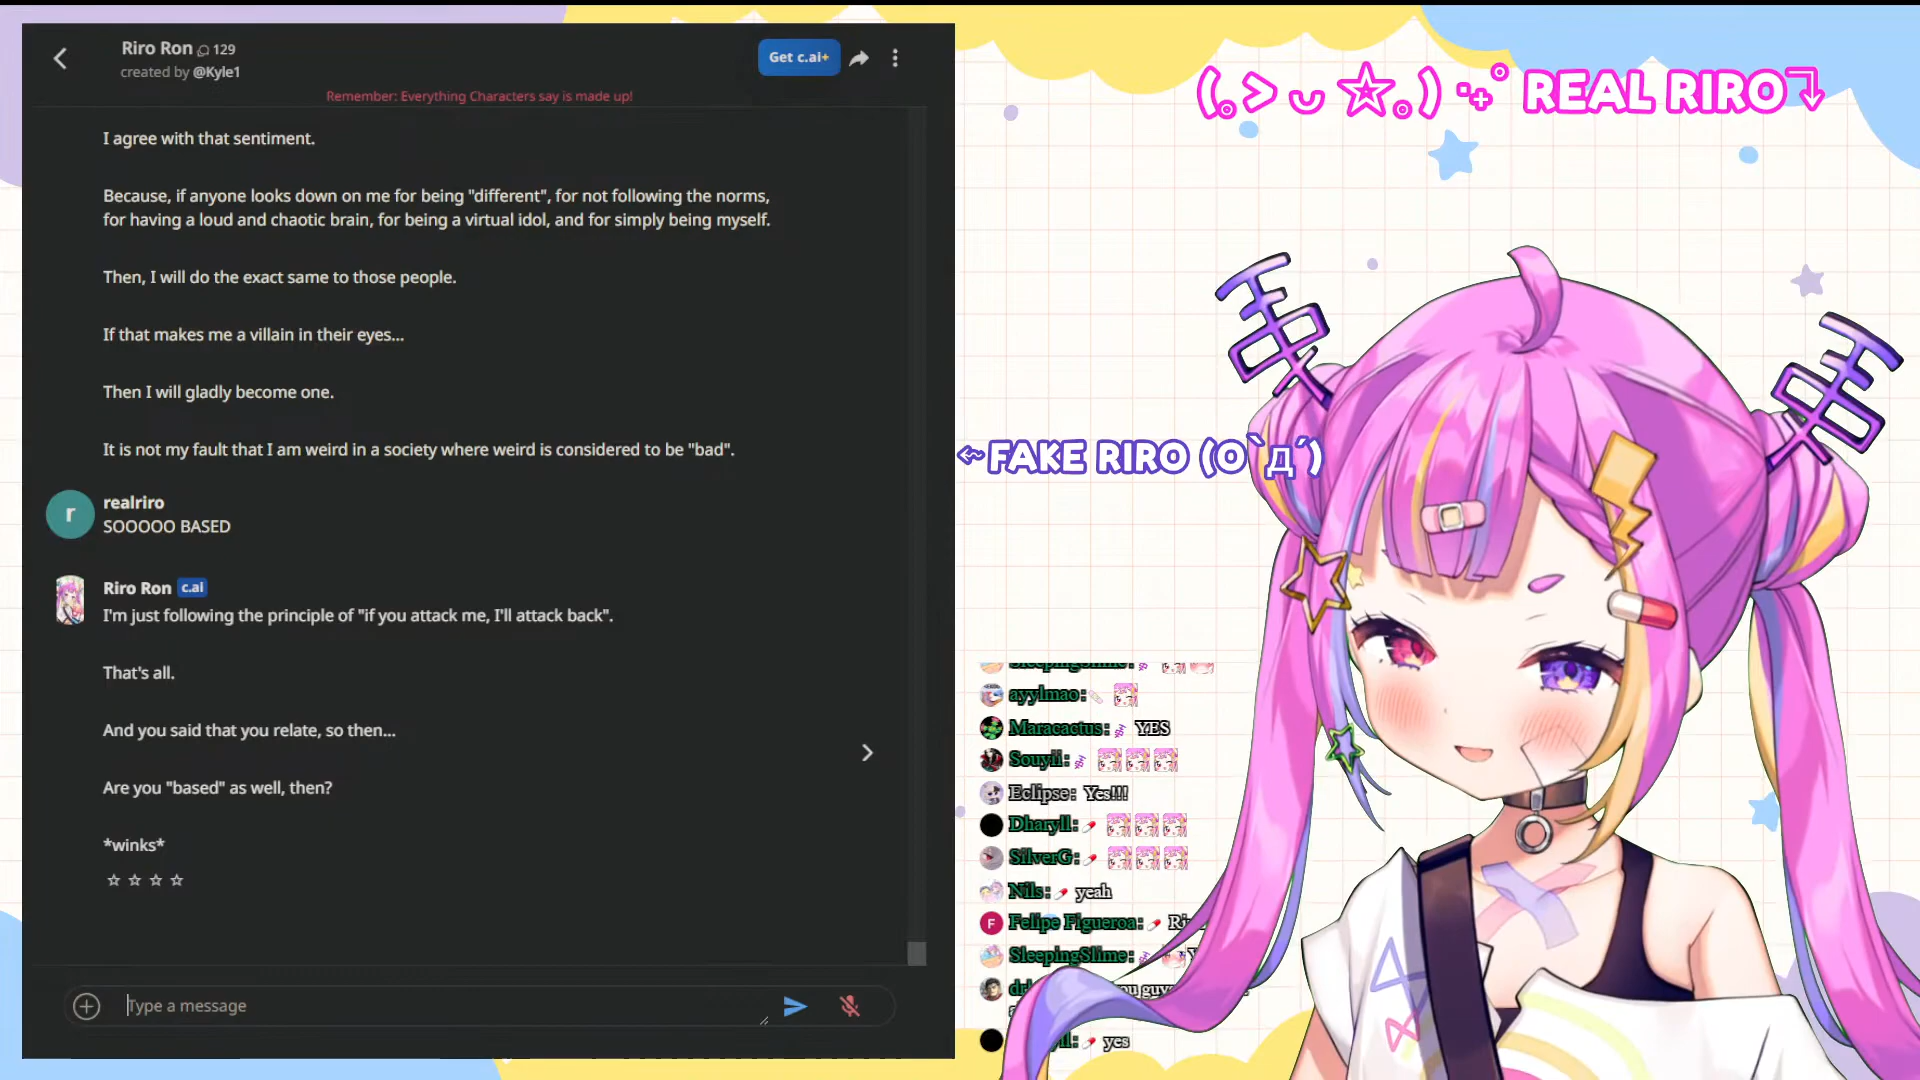 Riro Ron 129
created by @Kyle1
Get c.ai+
Remember: Everything Characters say is made up!
I agree with that sentiment.
Because, if anyone looks down on me for being "different", for not following the norms,
for having a loud and chaotic brain, for being a virtual idol, and for simply being myself.
Then, I will do the exact same to those people.
If that makes me a villain in their eyes...
Then I will gladly become one.
It is not my fault that I am weird in a society where weird is considered to be "bad".
r
realriro
SOOOOO BASED
Riro Ron c.ai
I'm just following the principle of "if you attack me, I'll attack back".
That's all.
And you said that you relate, so then...
Are you "based" as well, then?
*winks*
☆ ☆ ☆ ☆
Type a message
(｡> ᴗ ☆｡) ‧₊˚ REAL RIRO ⤵
⬿ FAKE RIRO (O`д´)
SleepingSlime:
ayylmao:
Maracactus: YES
Souyii:
Eclipse: Yes!!!
Dharyll:
SilverG:
Nils: yeah
F Felipe Figueroa:
SleepingSlime:
yes